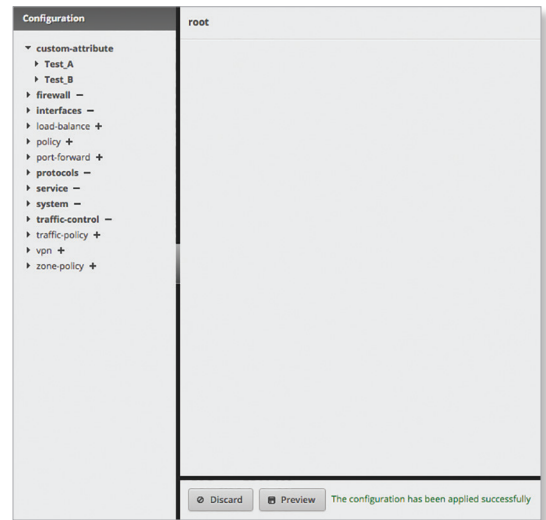 Configuration
root
custom-attribute
Test_A
Test_B
firewall −
interfaces −
load-balance +
policy +
port-forward +
protocols −
service −
system −
traffic-control −
traffic-policy +
vpn +
zone-policy +
Discard Preview The configuration has been applied successfully